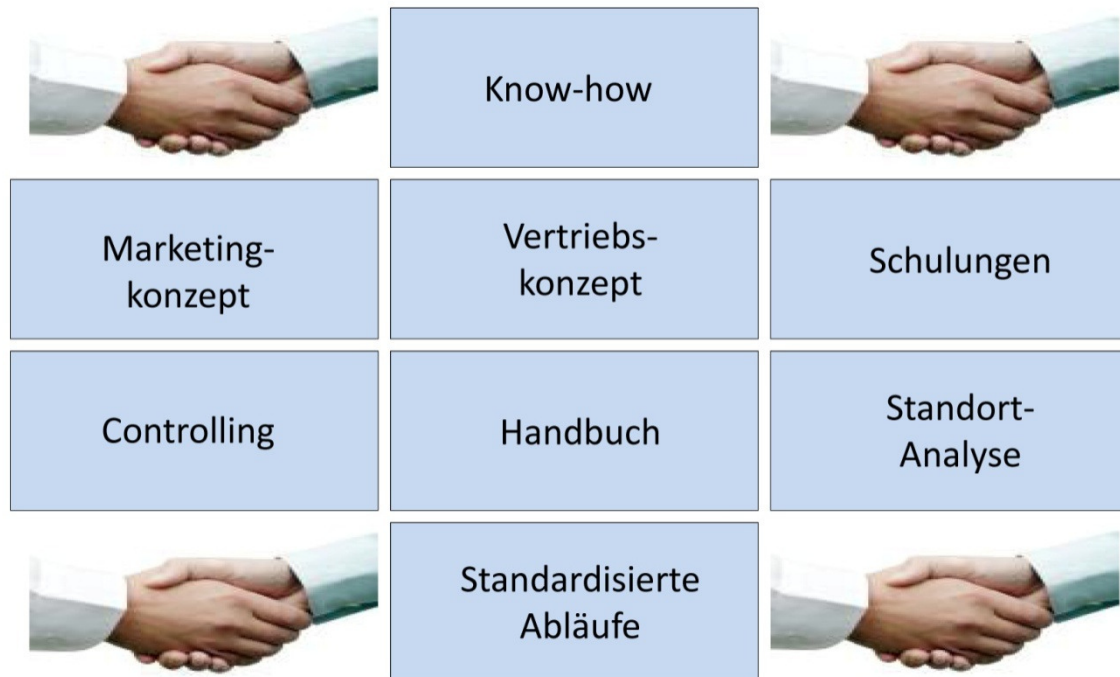 Know-how
Marketing-
konzept
Vertriebs-
konzept
Schulungen
Controlling
Handbuch
Standort-
Analyse
Standardisierte
Abläufe